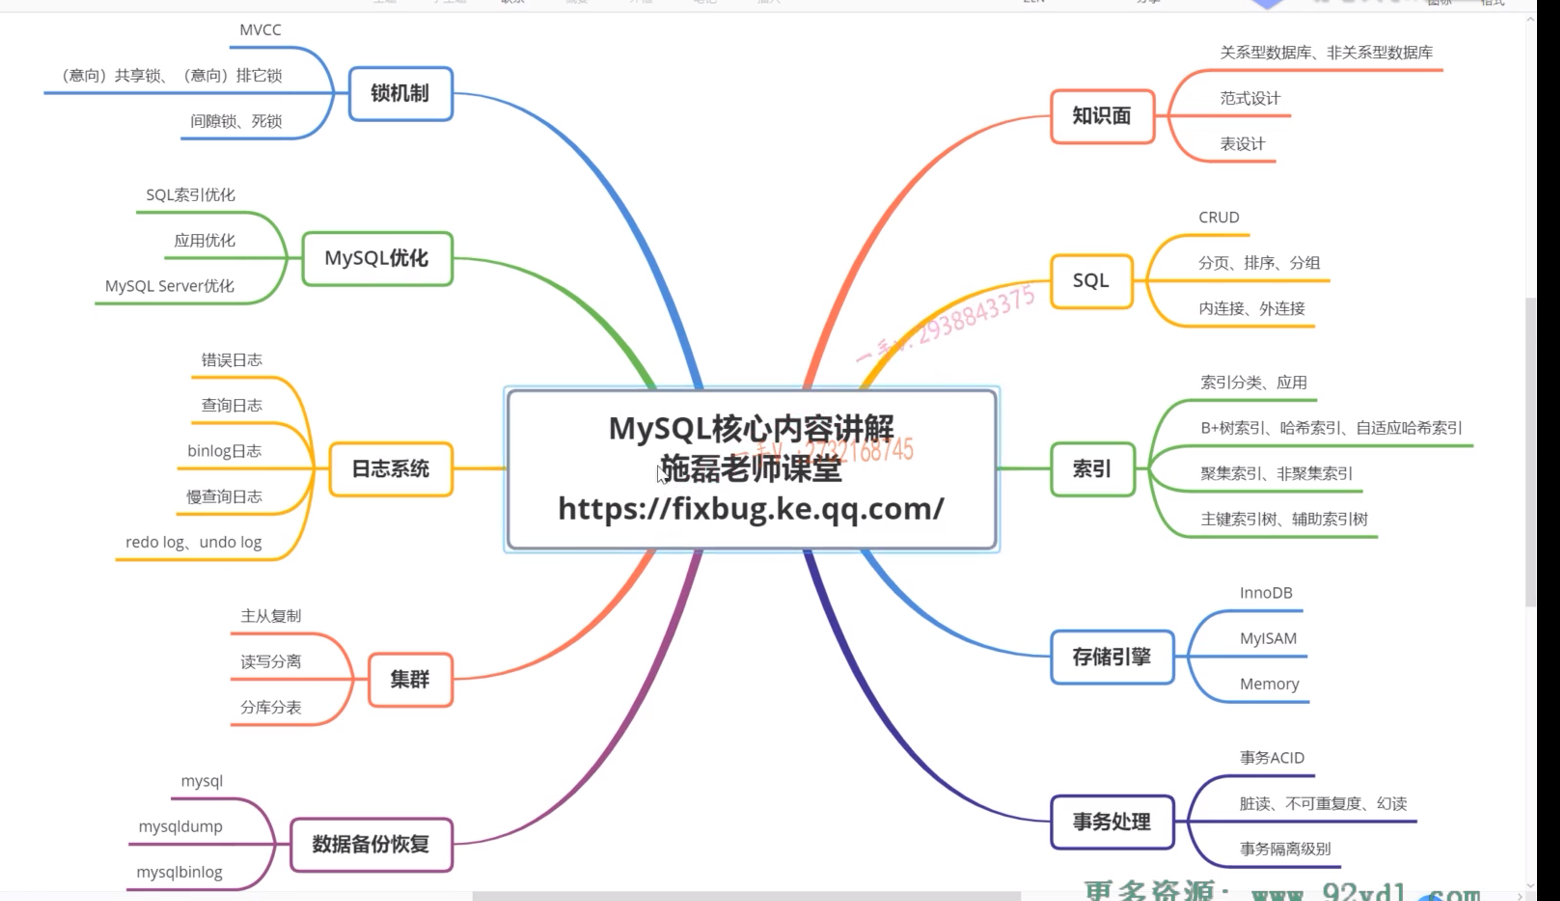 MySQL核心内容讲解
施磊老师课堂
https://fixbug.ke.qq.com/
知识面
关系型数据库、非关系型数据库
范式设计
表设计
SQL
CRUD
分页、排序、分组
内连接、外连接
索引
索引分类、应用
B+树索引、哈希索引、自适应哈希索引
聚集索引、非聚集索引
主键索引树、辅助索引树
存储引擎
InnoDB
MyISAM
Memory
事务处理
事务ACID
脏读、不可重复度、幻读
事务隔离级别
锁机制
MVCC
（意向）共享锁、（意向）排它锁
间隙锁、死锁
MySQL优化
SQL索引优化
应用优化
MySQL Server优化
日志系统
错误日志
查询日志
binlog日志
慢查询日志
redo log、undo log
集群
主从复制
读写分离
分库分表
数据备份恢复
mysql
mysqldump
mysqlbinlog
一手V：2938843375
一手V：2732168745
更多资源：www.92ydl.com